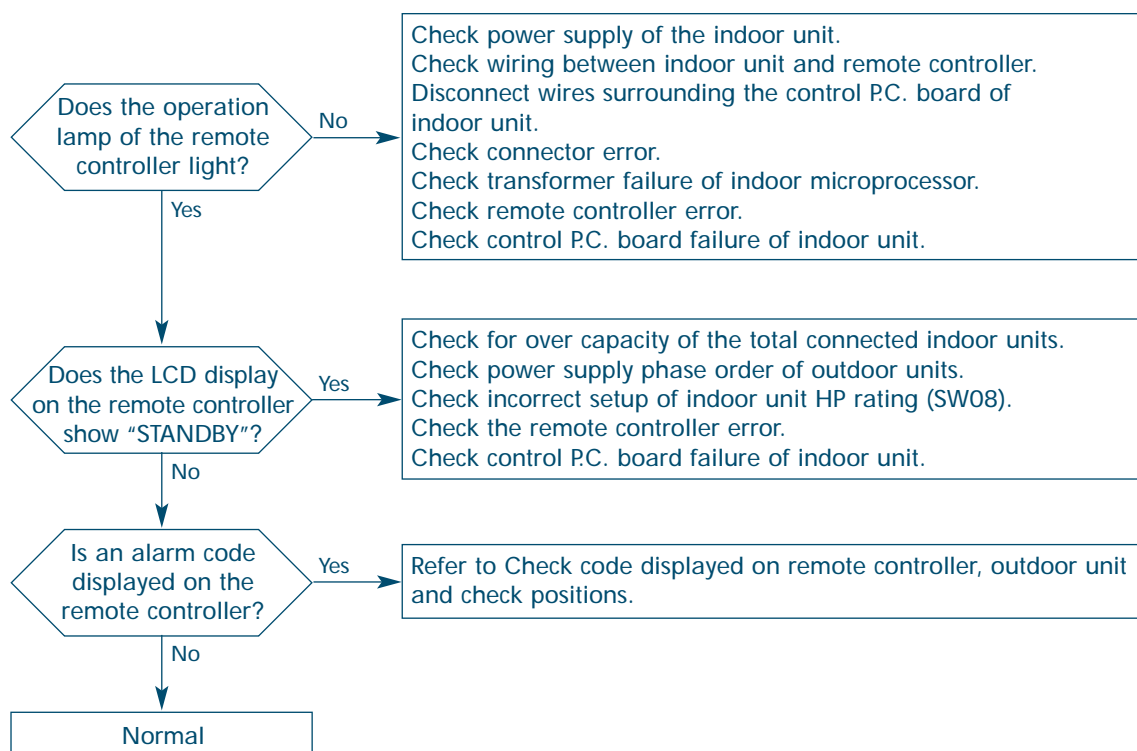 Does the operation
lamp of the remote
controller light?
No
Check power supply of the indoor unit.
Check wiring between indoor unit and remote controller.
Disconnect wires surrounding the control P.C. board of
indoor unit.
Check connector error.
Check transformer failure of indoor microprocessor.
Check remote controller error.
Check control P.C. board failure of indoor unit.
Yes
Does the LCD display
on the remote controller
show “STANDBY”?
Yes
Check for over capacity of the total connected indoor units.
Check power supply phase order of outdoor units.
Check incorrect setup of indoor unit HP rating (SW08).
Check the remote controller error.
Check control P.C. board failure of indoor unit.
No
Is an alarm code
displayed on the
remote controller?
Yes
Refer to Check code displayed on remote controller, outdoor unit
and check positions.
No
Normal